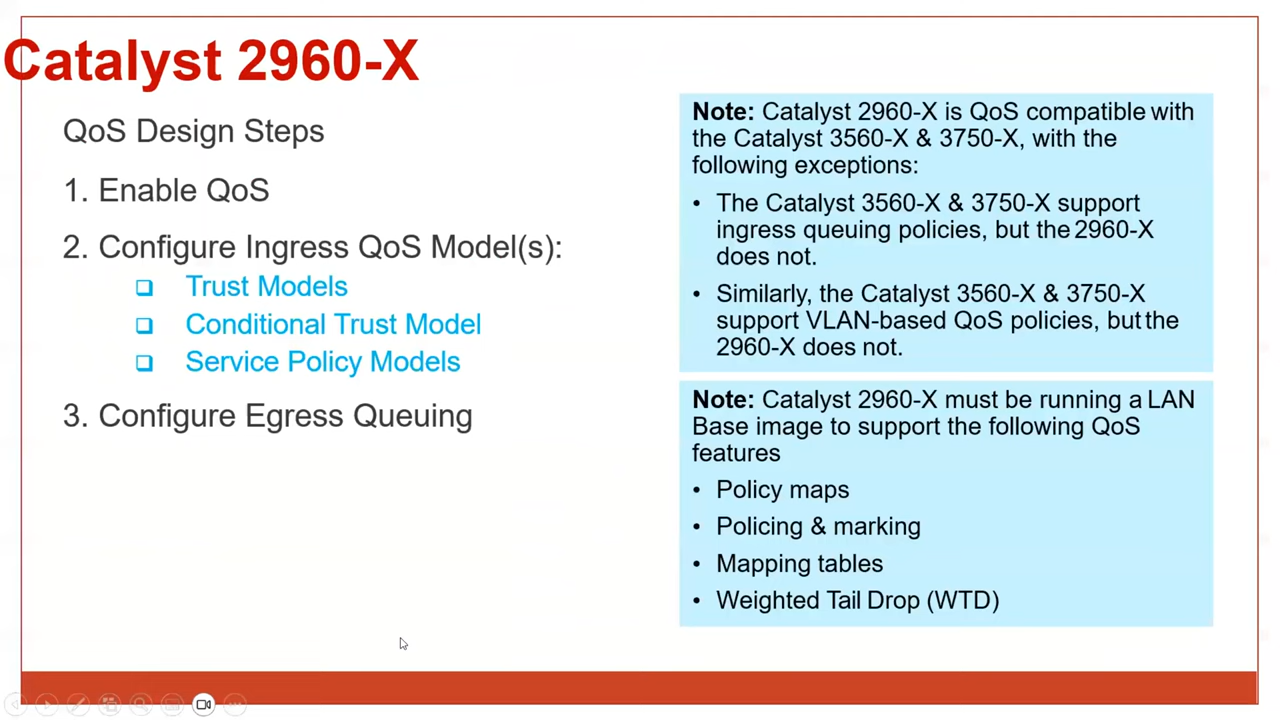 Catalyst 2960-X
QoS Design Steps
1. Enable QoS
2. Configure Ingress QoS Model(s):
Trust Models
Conditional Trust Model
Service Policy Models
3. Configure Egress Queuing
Note: Catalyst 2960-X is QoS compatible with
the Catalyst 3560-X & 3750-X, with the
following exceptions:
• The Catalyst 3560-X & 3750-X support
ingress queuing policies, but the 2960-X
does not.
• Similarly, the Catalyst 3560-X & 3750-X
support VLAN-based QoS policies, but the
2960-X does not.
Note: Catalyst 2960-X must be running a LAN
Base image to support the following QoS
features
• Policy maps
• Policing & marking
• Mapping tables
• Weighted Tail Drop (WTD)